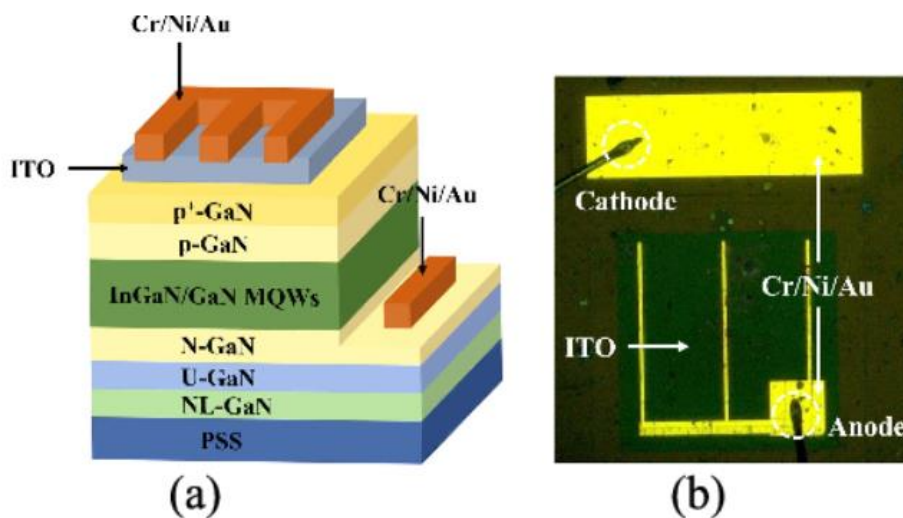 Cr/Ni/Au
ITO
Cr/Ni/Au
p⁺-GaN
p-GaN
InGaN/GaN MQWs
N-GaN
U-GaN
NL-GaN
PSS
(a)
Cathode
Cr/Ni/Au
ITO
Anode
(b)